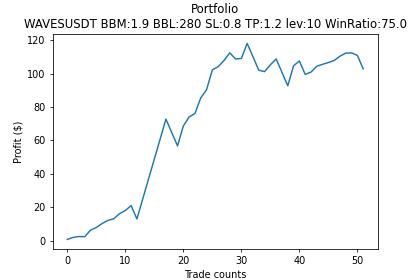 Portfolio
WAVESUSDT BBM:1.9 BBL:280 SL:0.8 TP:1.2 lev:10 WinRatio:75.0
120
100
80
60
40
20
0
Profit ($)
0 10 20 30 40 50
Trade counts